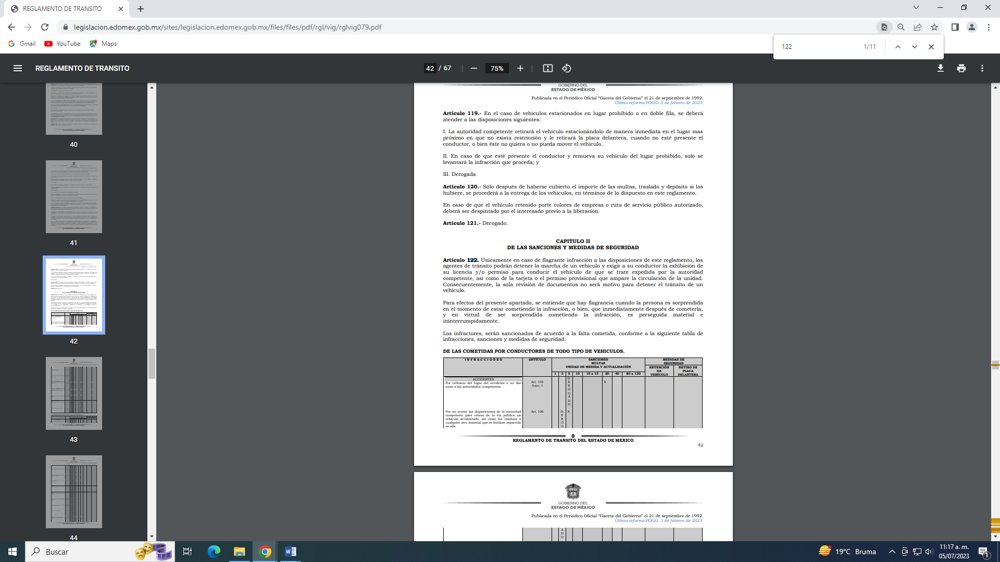 REGLAMENTO DE TRANSITO
legislacion.edomex.gob.mx/sites/legislacion.edomex.gob.mx/files/files/pdf/rgl/vig/rglvig079.pdf
Gmail YouTube Maps
122 1/11
REGLAMENTO DE TRANSITO 42 / 67 75%
40
41
42
43
44
GOBIERNO DEL
ESTADO DE MÉXICO
Publicada en el Periódico Oficial "Gaceta del Gobierno" el 21 de septiembre de 1992.
Última reforma POGG: 3 de febrero de 2023.
Artículo 119.- En el caso de vehículos estacionados en lugar prohibido o en doble fila, se deberá
atender a las disposiciones siguientes:
I. La autoridad competente retirará el vehículo estacionándolo de manera inmediata en el lugar mas
próximo en que no exista restricción y le retirará la placa delantera, cuando no esté presente el
conductor, o bien éste no quiera o no pueda mover el vehículo.
II. En caso de que esté presente el conductor y remueva su vehículo del lugar prohibido, solo se
levantará la infracción que proceda; y
III. Derogada
Artículo 120.- Sólo después de haberse cubierto el importe de las multas, traslado y depósito si los
hubiere, se procederá a la entrega de los vehículos, en términos de lo dispuesto en este reglamento.
En caso de que el vehículo retenido porte colores de empresa o ruta de servicio público autorizado,
deberá ser despintado por el interesado previo a la liberación.
Artículo 121.- Derogado.
CAPITULO II
DE LAS SANCIONES Y MEDIDAS DE SEGURIDAD
Artículo 122. Únicamente en caso de flagrante infracción a las disposiciones de este reglamento, los
agentes de tránsito podrán detener la marcha de un vehículo y exigir a su conductor la exhibición de
su licencia y/o permiso para conducir el vehículo de que se trate expedida por la autoridad
competente, así como de la tarjeta o el permiso provisional que ampare la circulación de la unidad.
Consecuentemente, la sola revisión de documentos no será motivo para detener el tránsito de un
vehículo.
Para efectos del presente apartado, se entiende que hay flagrancia cuando la persona es sorprendida
en el momento de estar cometiendo la infracción, o bien, que inmediatamente después de cometerla,
y en virtud de ser sorprendida cometiendo la infracción, es perseguida material e
ininterrumpidamente.
Los infractores, serán sancionados de acuerdo a la falta cometida, conforme a la siguiente tabla de
infracciones, sanciones y medidas de seguridad:
DE LAS COMETIDAS POR CONDUCTORES DE TODO TIPO DE VEHICULOS.
I N F R A C C I O N E S ARTÍCULO SANCIONES
MULTAS
UNIDAD DE MEDIDA Y ACTUALIZACIÓN MEDIDAS DE
SEGURIDAD
1 3 5 10 10 a 15 20 40 80 a 130 RETENCIÓN
DE
VEHÍCULO RETIRO DE
PLACA
DELANTERA
ACCIDENTES
Por retirarse del lugar del accidente o no dar
aviso a las autoridades competentes. Art. 104
fracc. I D
E
R
O
G
A
D
O X
Por no acatar las disposiciones de la autoridad
competente para retirar de la vía pública un
vehículo accidentado, así como los residuos o
cualquier otro material que se hubiese esparcido
en ella. Art. 106 D
E
R
O
G X
REGLAMENTO DE TRANSITO DEL ESTADO DE MEXICO
42
GOBIERNO DEL
ESTADO DE MÉXICO
Publicada en el Periódico Oficial "Gaceta del Gobierno" el 21 de septiembre de 1992.
Última reforma POGG: 3 de febrero de 2023.
A
D
O
Buscar
19°C Bruma
11:17 a. m.
05/07/2023
1